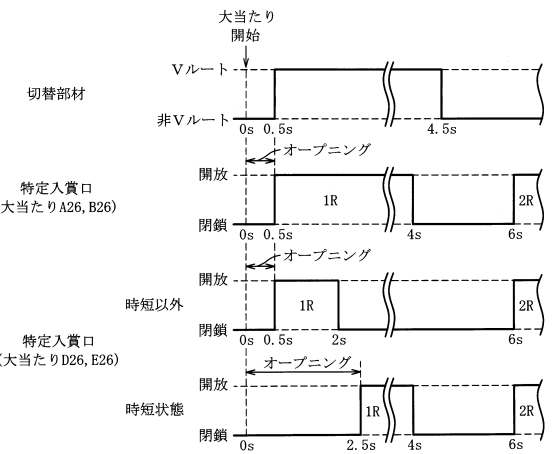 大当たり
開始
Vルート
切替部材
非Vルート
0s 0.5s 4.5s
オープニング
開放
特定入賞口
大当たりA26,B26)
1R 2R
閉鎖
0s 0.5s 4s 6s
オープニング
開放
時短以外
1R 2R
閉鎖
0s 0.5s 2s 6s
特定入賞口
(大当たりD26,E26)
オープニング
開放
時短状態
1R 2R
閉鎖
0s 2.5s 4s 6s